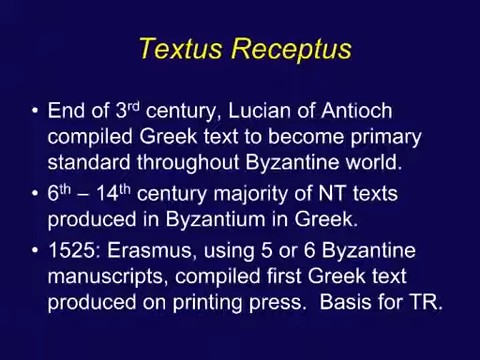 Textus Receptus
• End of 3rd century, Lucian of Antioch
compiled Greek text to become primary
standard throughout Byzantine world.
• 6th – 14th century majority of NT texts
produced in Byzantium in Greek.
• 1525: Erasmus, using 5 or 6 Byzantine
manuscripts, compiled first Greek text
produced on printing press.  Basis for TR.